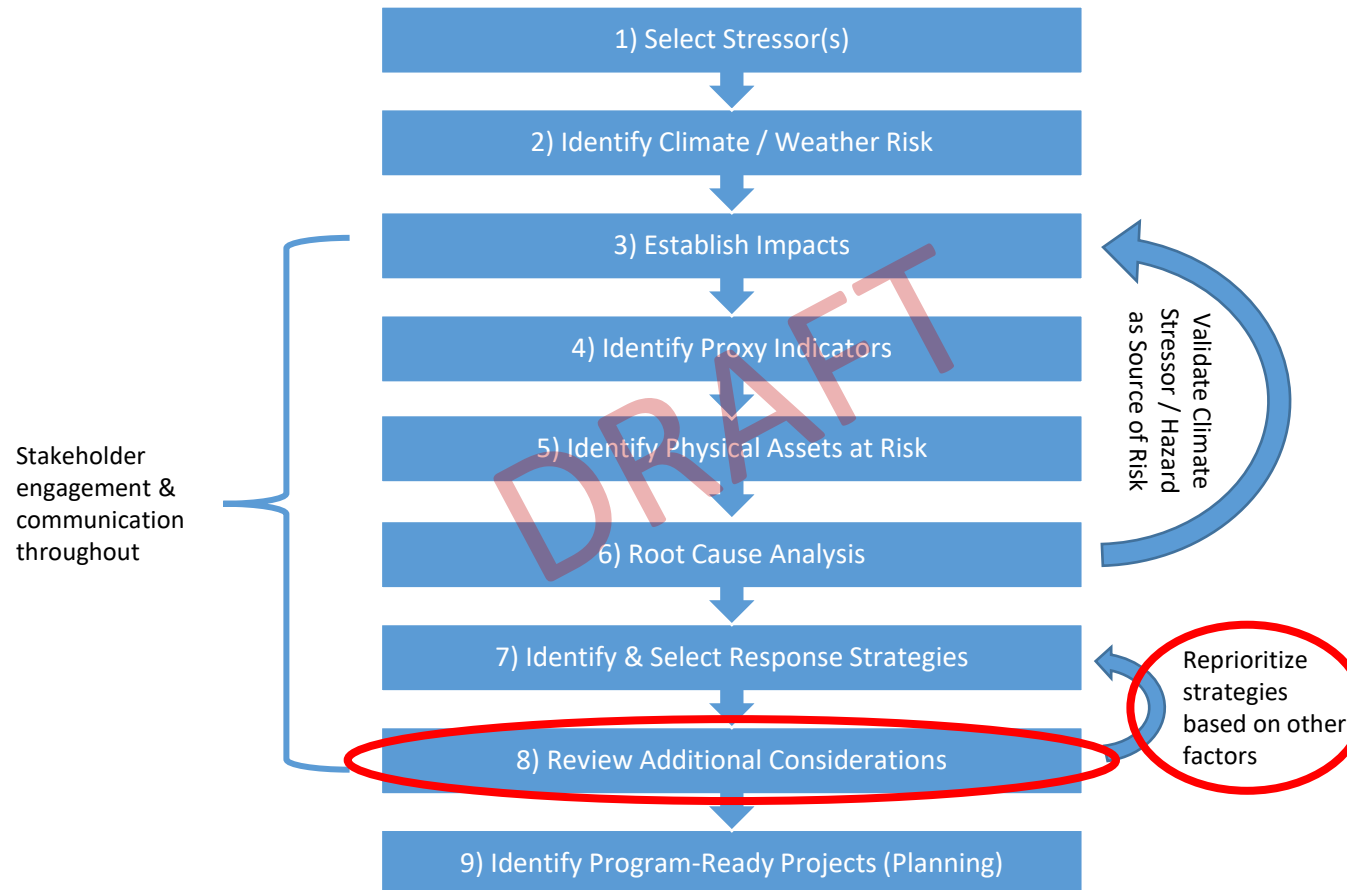 1) Select Stressor(s)
2) Identify Climate / Weather Risk
3) Establish Impacts
4) Identify Proxy Indicators
5) Identify Physical Assets at Risk
6) Root Cause Analysis
7) Identify & Select Response Strategies
8) Review Additional Considerations
9) Identify Program-Ready Projects (Planning)
Stakeholder
engagement &
communication
throughout
Validate Climate
Stressor / Hazard
as Source of Risk
Reprioritize
strategies
based on other
factors
DRAFT